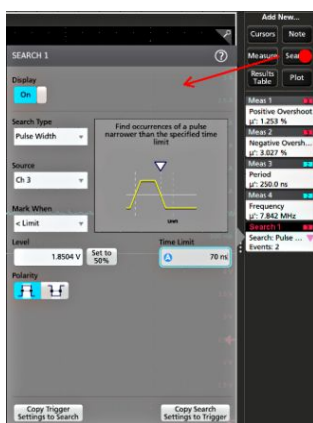 Add New...
Cursors Note
Measure Sear
Results Table Plot
SEARCH 1
Display
On
Search Type
Pulse Width
Find occurrences of a pulse
narrower than the specified time
limit
Source
Ch 3
Mark When
< Limit
Level
1.8504 V
Set to
50%
Time Limit
70 ns
Polarity
Copy Trigger
Settings to Search
Copy Search
Settings to Trigger
Meas 1
Positive Overshoot
µ': 1.253 %
Meas 2
Negative Oversh...
µ': 3.027 %
Meas 3
Period
µ': 250.0 ns
Meas 4
Frequency
µ': 7.842 MHz
Search 1
Search: Pulse ...
Events: 2